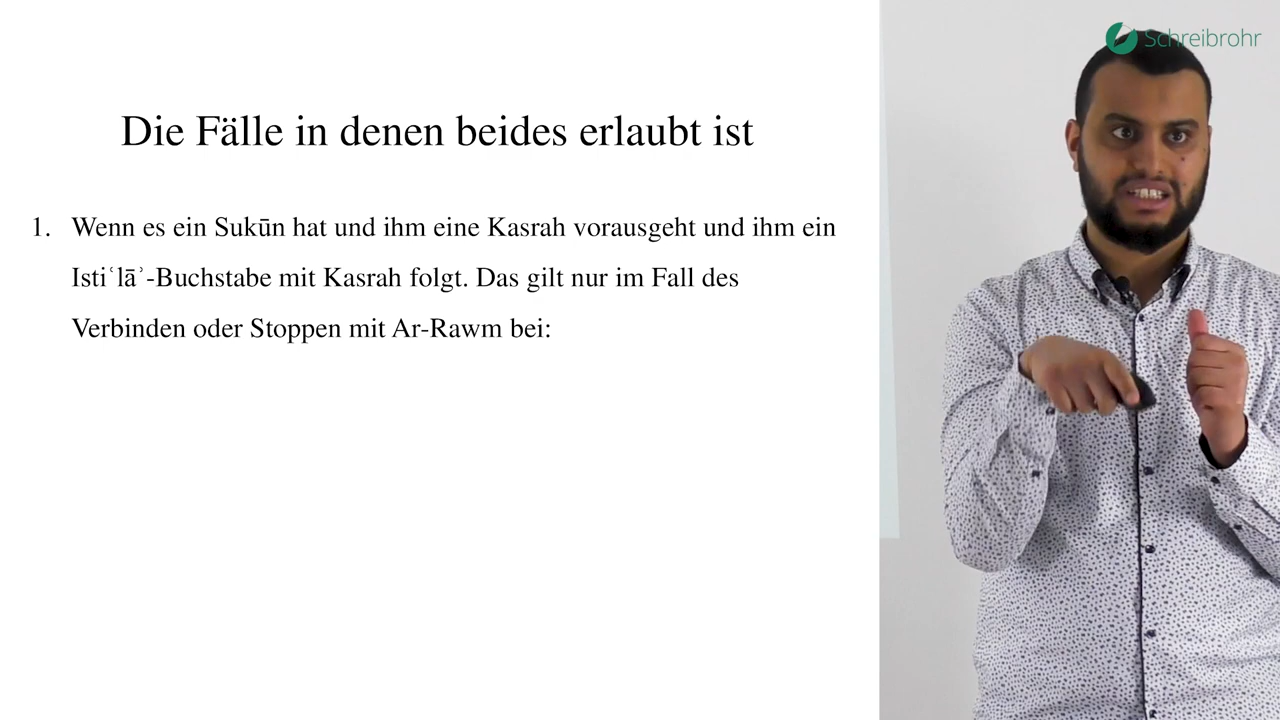 Schreibrohr
Die Fälle in denen beides erlaubt ist
1. Wenn es ein Sukūn hat und ihm eine Kasrah vorausgeht und ihm ein
Istiʿlāʾ-Buchstabe mit Kasrah folgt. Das gilt nur im Fall des
Verbinden oder Stoppen mit Ar-Rawm bei: